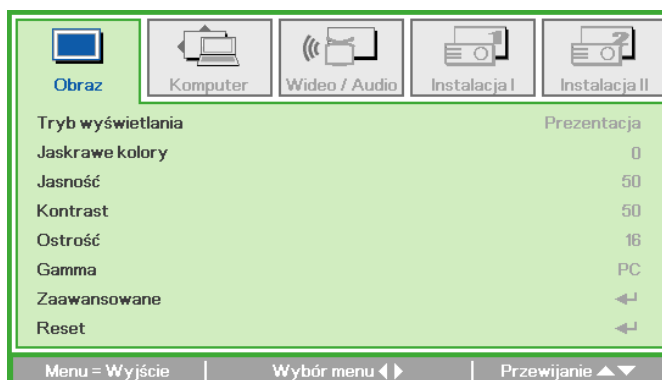 Obraz
Komputer
Wideo / Audio
Instalacja I
Instalacja II
Tryb wyświetlania Prezentacja
Jaskrawe kolory 0
Jasność 50
Kontrast 50
Ostrość 16
Gamma PC
Zaawansowane
Reset
Menu = Wyjście Wybór menu Przewijanie